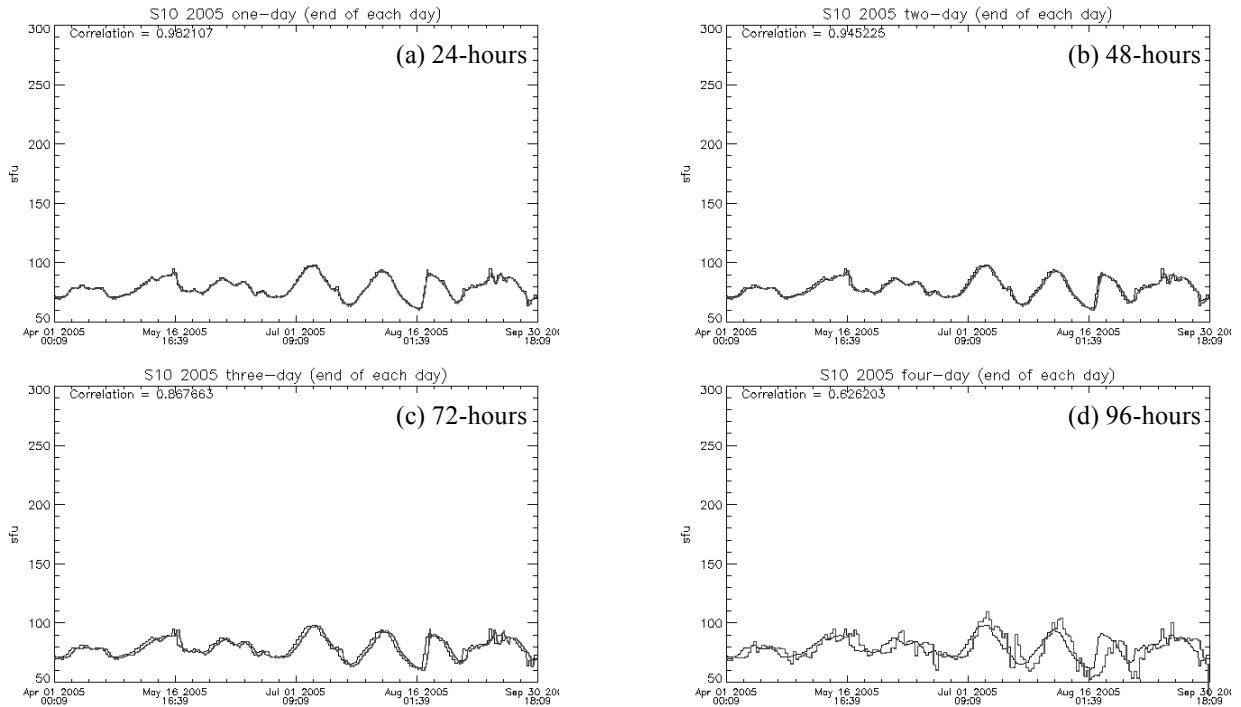 S10 2005 one-day (end of each day)
Correlation = 0.982107
(a) 24-hours
300
250
200
150
100
50
sfu
Apr 01 2005
00:09
May 16 2005
16:39
Jul 01 2005
09:09
Aug 16 2005
01:39
Sep 30 20
18:09
S10 2005 two-day (end of each day)
Correlation = 0.945225
(b) 48-hours
300
250
200
150
100
50
sfu
Apr 01 2005
00:09
May 16 2005
16:39
Jul 01 2005
09:09
Aug 16 2005
01:39
Sep 30 20
18:09
S10 2005 three-day (end of each day)
Correlation = 0.867663
(c) 72-hours
300
250
200
150
100
50
sfu
Apr 01 2005
00:09
May 16 2005
16:39
Jul 01 2005
09:09
Aug 16 2005
01:39
Sep 30 20
18:09
S10 2005 four-day (end of each day)
Correlation = 0.626203
(d) 96-hours
300
250
200
150
100
50
sfu
Apr 01 2005
00:09
May 16 2005
16:39
Jul 01 2005
09:09
Aug 16 2005
01:39
Sep 30 20
18:09